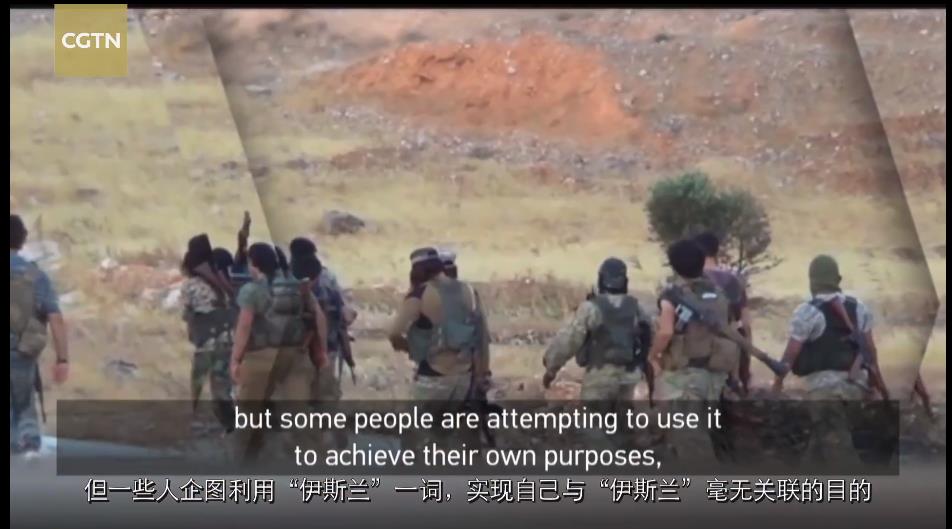 CGTN
but some people are attempting to use it
to achieve their own purposes,
但一些人企图利用“伊斯兰”一词，实现自己与“伊斯兰”毫无关联的目的